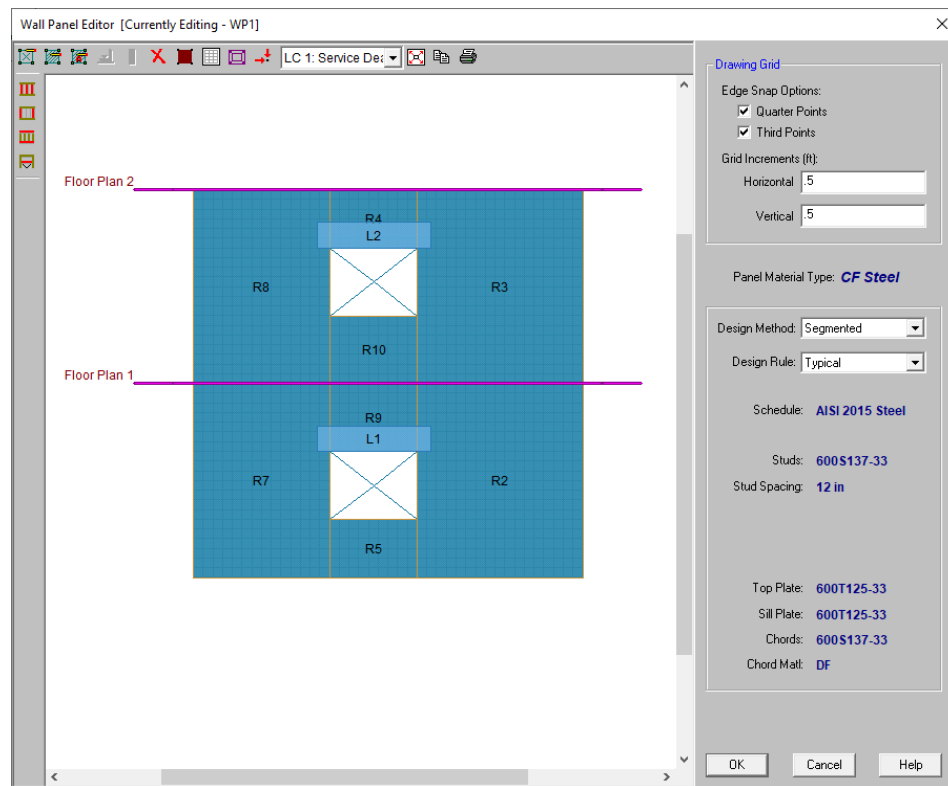 Wall Panel Editor [Currently Editing - WP1]
LC 1: Service Dea
Floor Plan 2
R4
L2
R8
R3
R10
Floor Plan 1
R9
L1
R7
R2
R5
Drawing Grid
Edge Snap Options:
Quarter Points
Third Points
Grid Increments (ft):
Horizontal .5
Vertical .5
Panel Material Type: CF Steel
Design Method: Segmented
Design Rule: Typical
Schedule: AISI 2015 Steel
Studs: 600S137-33
Stud Spacing: 12 in
Top Plate: 600T125-33
Sill Plate: 600T125-33
Chords: 600S137-33
Chord Matl: DF
OK Cancel Help